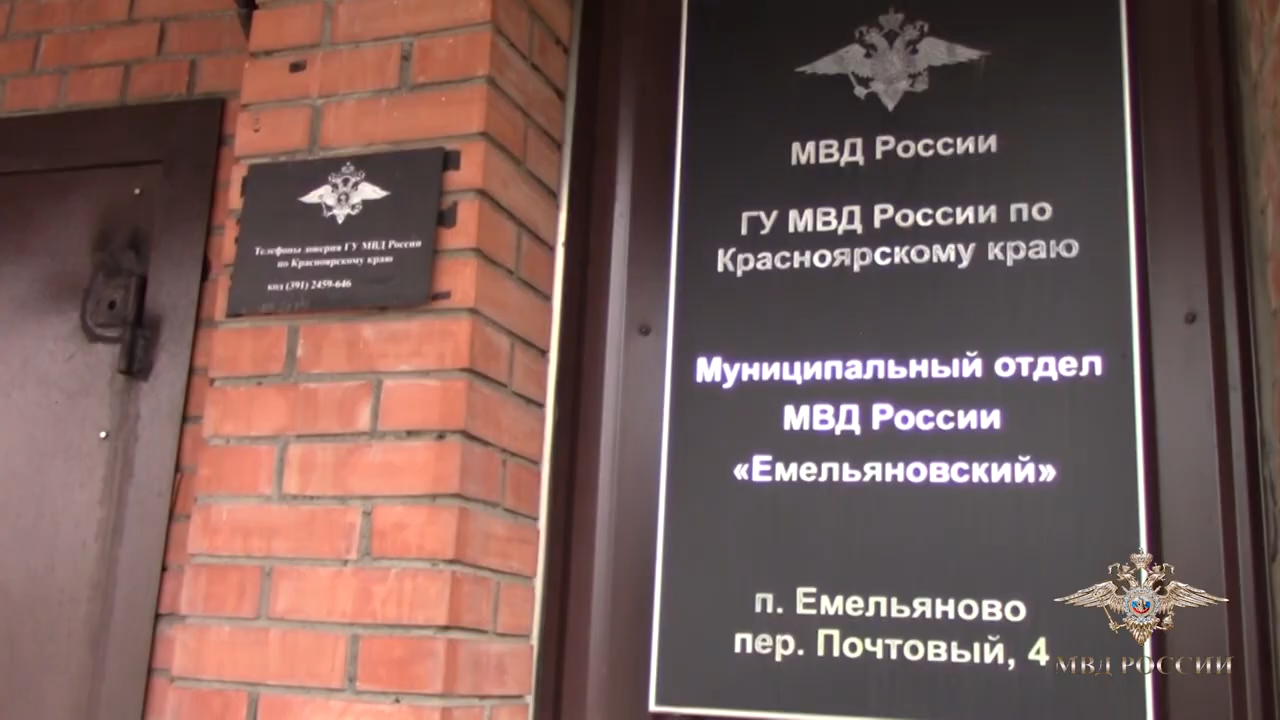 Телефоны доверия ГУ МВД России
по Красноярскому краю
код (391) 2459-646
МВД России
ГУ МВД России по
Красноярскому краю
Муниципальный отдел
МВД России
«Емельяновский»
п. Емельяново
пер. Почтовый, 4
МВД РОССИИ